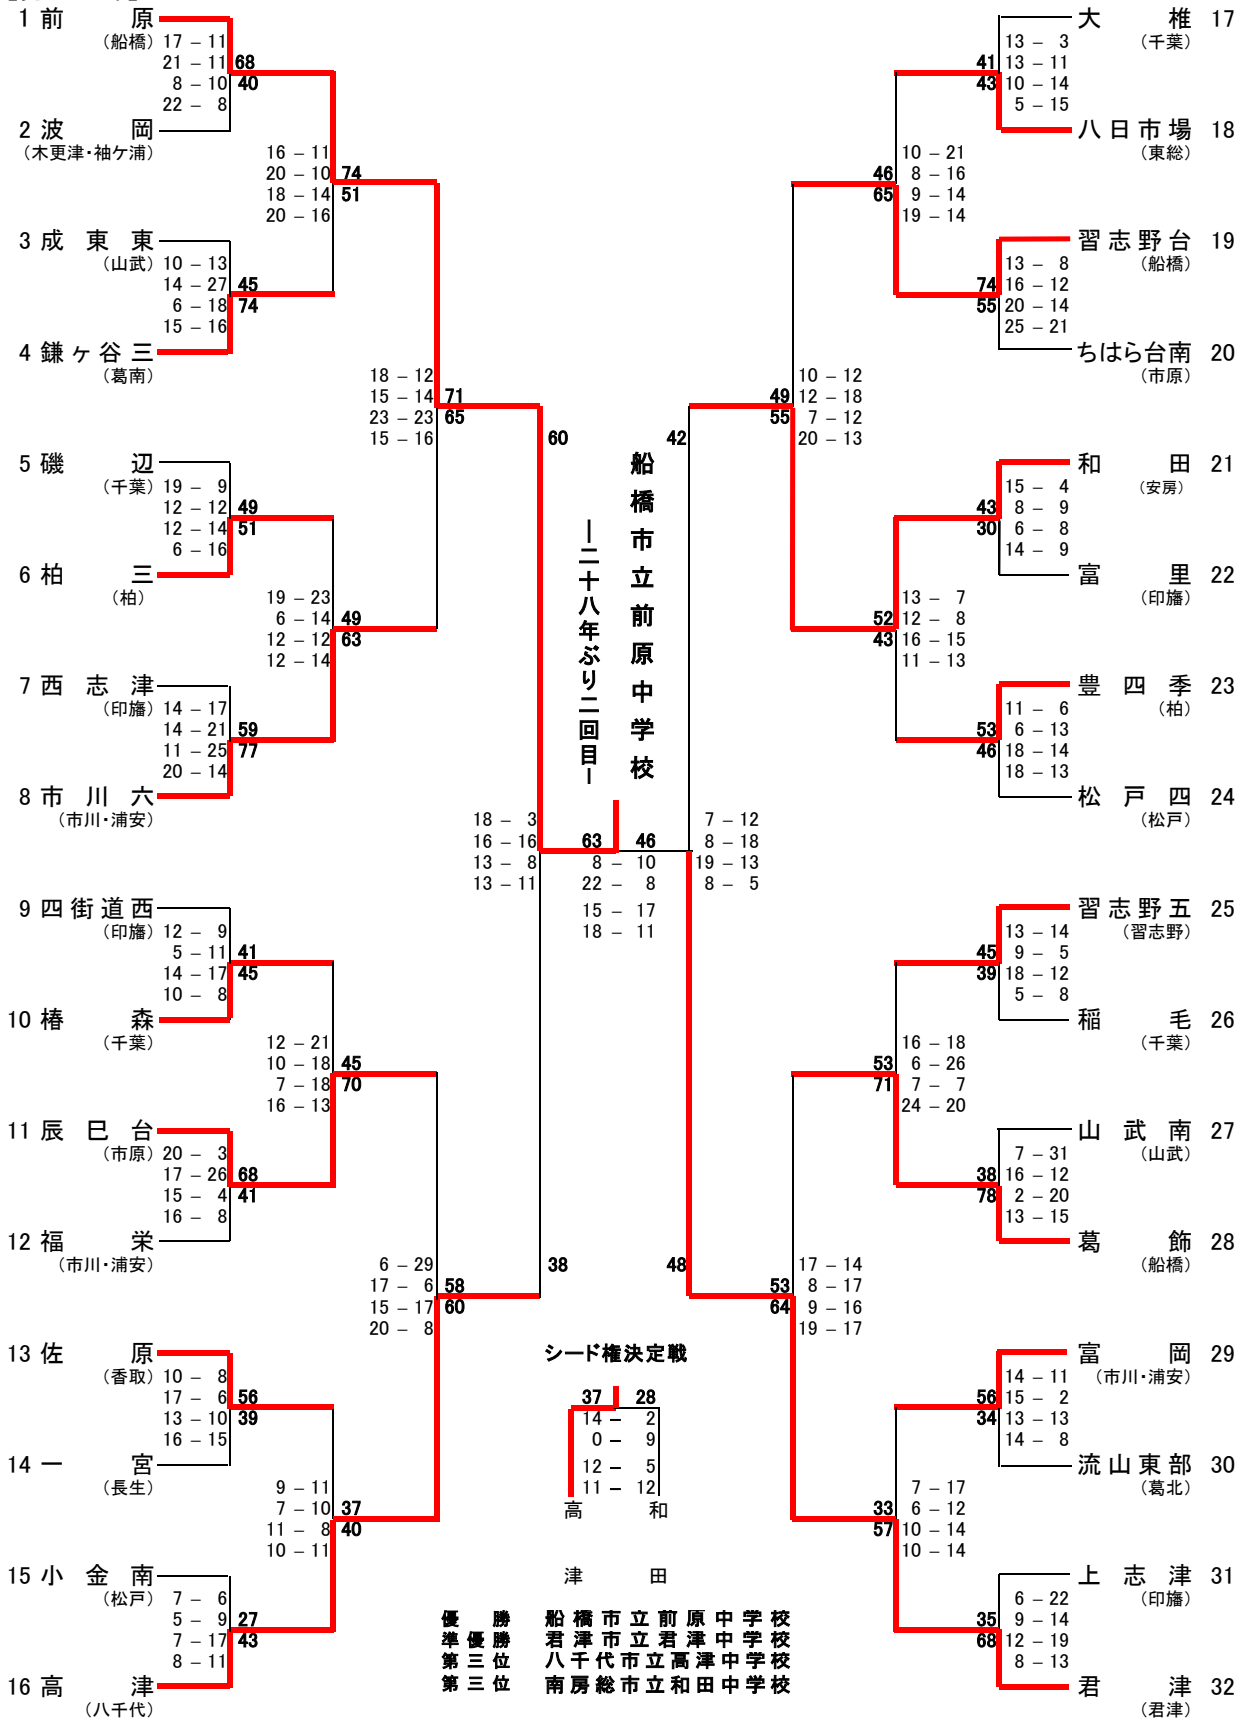 1 前原
(船橋)
17 － 11
21 － 11
8 － 10
22 － 8
68
40
2 波岡
(木更津・袖ケ浦)
16 － 11
20 － 10
18 － 14
20 － 16
74
51
3 成東東
(山武)
10 － 13
14 － 27
6 － 18
15 － 16
45
74
4 鎌ヶ谷三
(葛南)
18 － 12
15 － 14
23 － 23
15 － 16
71
65
5 磯辺
(千葉)
19 － 9
12 － 12
12 － 14
6 － 16
49
51
6 柏三
(柏)
19 － 23
6 － 14
12 － 12
12 － 14
49
63
7 西志津
(印旛)
14 － 17
14 － 21
11 － 25
20 － 14
59
77
8 市川六
(市川・浦安)
18 － 3
16 － 16
13 － 8
13 － 11
60
38
9 四街道西
(印旛)
12 － 9
5 － 11
14 － 17
10 － 8
41
45
10 椿森
(千葉)
12 － 21
10 － 18
7 － 18
16 － 13
45
70
11 辰巳台
(市原)
20 － 3
17 － 26
15 － 4
16 － 8
68
41
12 福栄
(市川・浦安)
6 － 29
17 － 6
15 － 17
20 － 8
58
60
13 佐原
(香取)
10 － 8
17 － 6
13 － 10
16 － 15
56
39
14 一宮
(長生)
9 － 11
7 － 10
11 － 8
10 － 11
37
40
15 小金南
(松戸)
7 － 6
5 － 9
7 － 17
8 － 11
27
43
16 高津
(八千代)
船橋市立前原中学校
―二十八年ぶり二回目―
63 46
8 － 10
22 － 8
15 － 17
18 － 11
シード権決定戦
37 28
14 － 2
0 － 9
12 － 5
11 － 12
高津
和田
優勝 船橋市立前原中学校
準優勝 君津市立君津中学校
第三位 八千代市立高津中学校
第三位 南房総市立和田中学校
大椎 17
(千葉)
13 － 3
13 － 11
10 － 14
5 － 15
41
43
八日市場 18
(東総)
10 － 21
8 － 16
9 － 14
19 － 14
46
65
習志野台 19
(船橋)
13 － 8
16 － 12
20 － 14
25 － 21
74
55
ちはら台南 20
(市原)
10 － 12
12 － 18
7 － 12
20 － 13
49
55
和田 21
(安房)
15 － 4
8 － 9
6 － 8
14 － 9
43
30
富里 22
(印旛)
13 － 7
12 － 8
16 － 15
11 － 13
52
43
豊四季 23
(柏)
11 － 6
6 － 13
18 － 14
18 － 13
53
46
松戸四 24
(松戸)
7 － 12
8 － 18
19 － 13
8 － 5
42
48
習志野五 25
(習志野)
13 － 14
9 － 5
18 － 12
5 － 8
45
39
稲毛 26
(千葉)
16 － 18
6 － 26
7 － 7
24 － 20
53
71
山武南 27
(山武)
7 － 31
16 － 12
2 － 20
13 － 15
38
78
葛飾 28
(船橋)
17 － 14
8 － 17
9 － 16
19 － 17
53
64
富岡 29
(市川・浦安)
14 － 11
15 － 2
13 － 13
14 － 8
56
34
流山東部 30
(葛北)
7 － 17
6 － 12
10 － 14
10 － 14
33
57
上志津 31
(印旛)
6 － 22
9 － 14
12 － 19
8 － 13
35
68
君津 32
(君津)